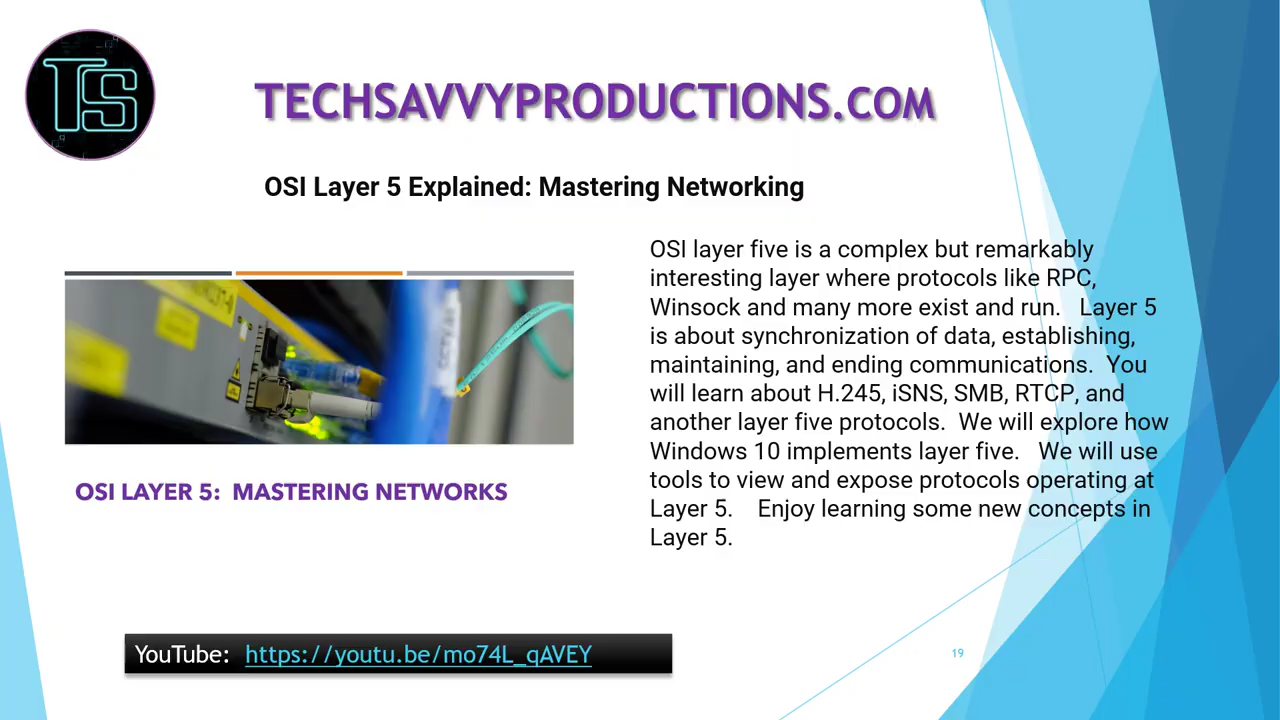 TS
TECHSAVVYPRODUCTIONS.COM
OSI Layer 5 Explained: Mastering Networking
OSI layer five is a complex but remarkably
interesting layer where protocols like RPC,
Winsock and many more exist and run. Layer 5
is about synchronization of data, establishing,
maintaining, and ending communications. You
will learn about H.245, iSNS, SMB, RTCP, and
another layer five protocols. We will explore how
Windows 10 implements layer five. We will use
tools to view and expose protocols operating at
Layer 5. Enjoy learning some new concepts in
Layer 5.
OSI LAYER 5: MASTERING NETWORKS
YouTube: https://youtu.be/mo74L_qAVEY
19